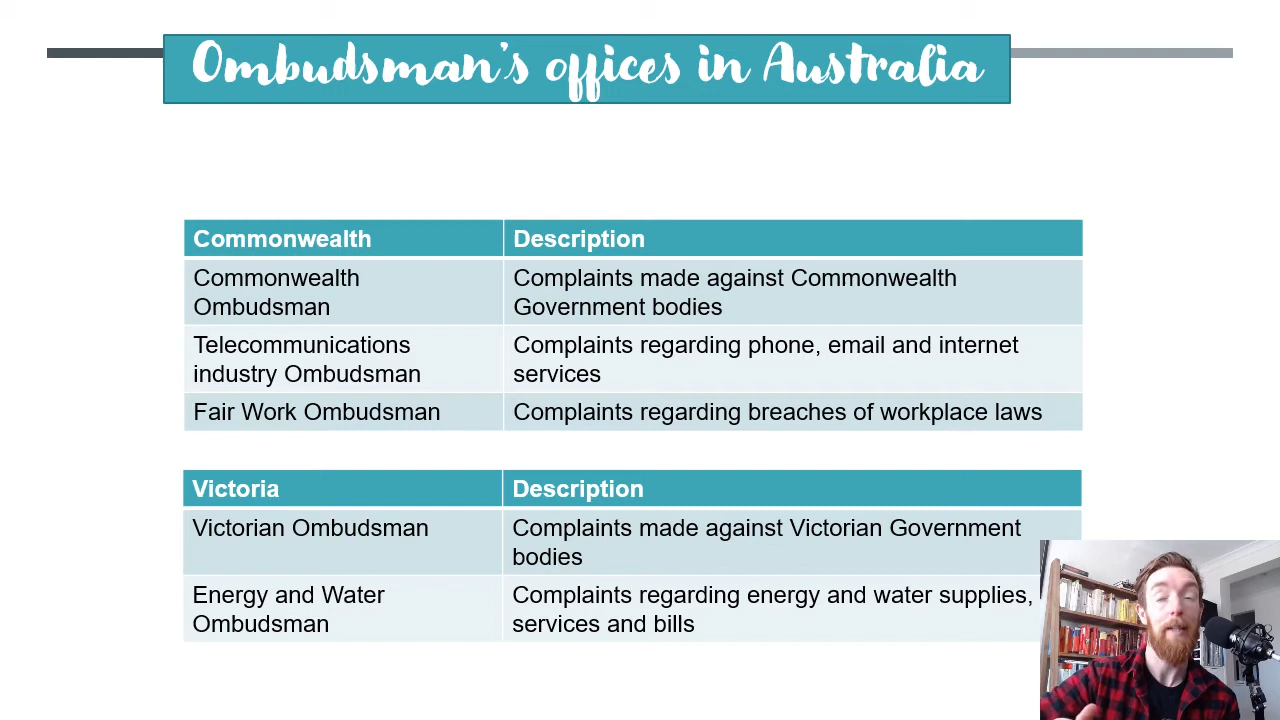 Ombudsman's offices in Australia
Commonwealth
Description
Commonwealth
Ombudsman
Complaints made against Commonwealth
Government bodies
Telecommunications
industry Ombudsman
Complaints regarding phone, email and internet
services
Fair Work Ombudsman
Complaints regarding breaches of workplace laws
Victoria
Description
Victorian Ombudsman
Complaints made against Victorian Government
bodies
Energy and Water
Ombudsman
Complaints regarding energy and water supplies,
services and bills